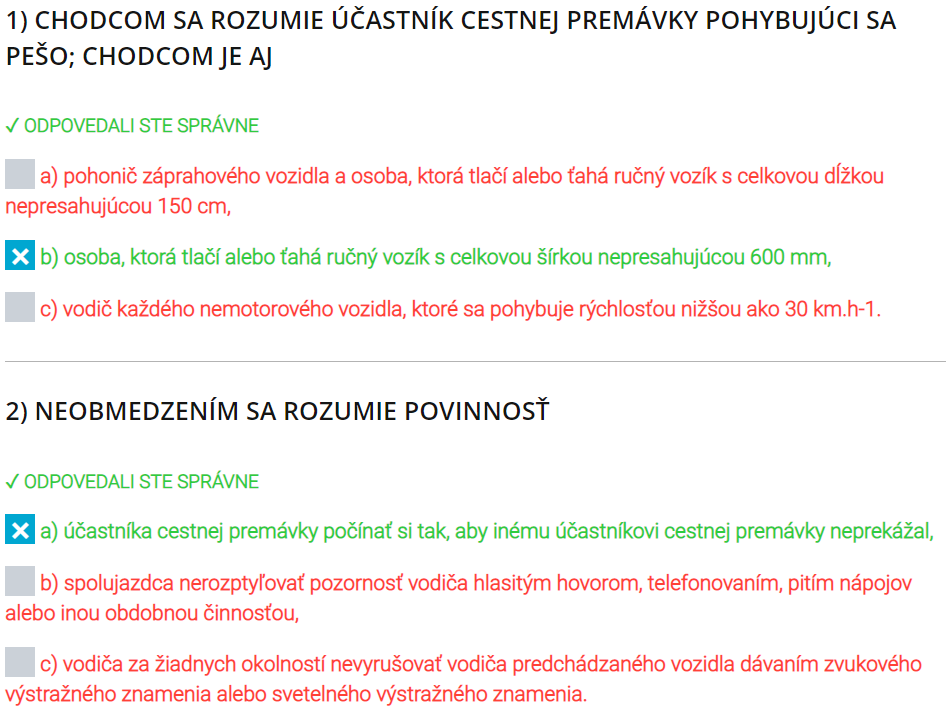 1) CHODCOM SA ROZUMIE ÚČASTNÍK CESTNEJ PREMÁVKY POHYBUJÚCI SA
PEŠO; CHODCOM JE AJ
✓ ODPOVEDALI STE SPRÁVNE
a) pohonič záprahového vozidla a osoba, ktorá tlačí alebo ťahá ručný vozík s celkovou dĺžkou
nepresahujúcou 150 cm,
b) osoba, ktorá tlačí alebo ťahá ručný vozík s celkovou šírkou nepresahujúcou 600 mm,
c) vodič každého nemotorového vozidla, ktoré sa pohybuje rýchlosťou nižšou ako 30 km.h-1.
2) NEOBMEDZENÍM SA ROZUMIE POVINNOSŤ
✓ ODPOVEDALI STE SPRÁVNE
a) účastníka cestnej premávky počínať si tak, aby inému účastníkovi cestnej premávky neprekážal,
b) spolujazdca nerozptyľovať pozornosť vodiča hlasitým hovorom, telefonovaním, pitím nápojov
alebo inou obdobnou činnosťou,
c) vodiča za žiadnych okolností nevyrušovať vodiča predchádzaného vozidla dávaním zvukového
výstražného znamenia alebo svetelného výstražného znamenia.